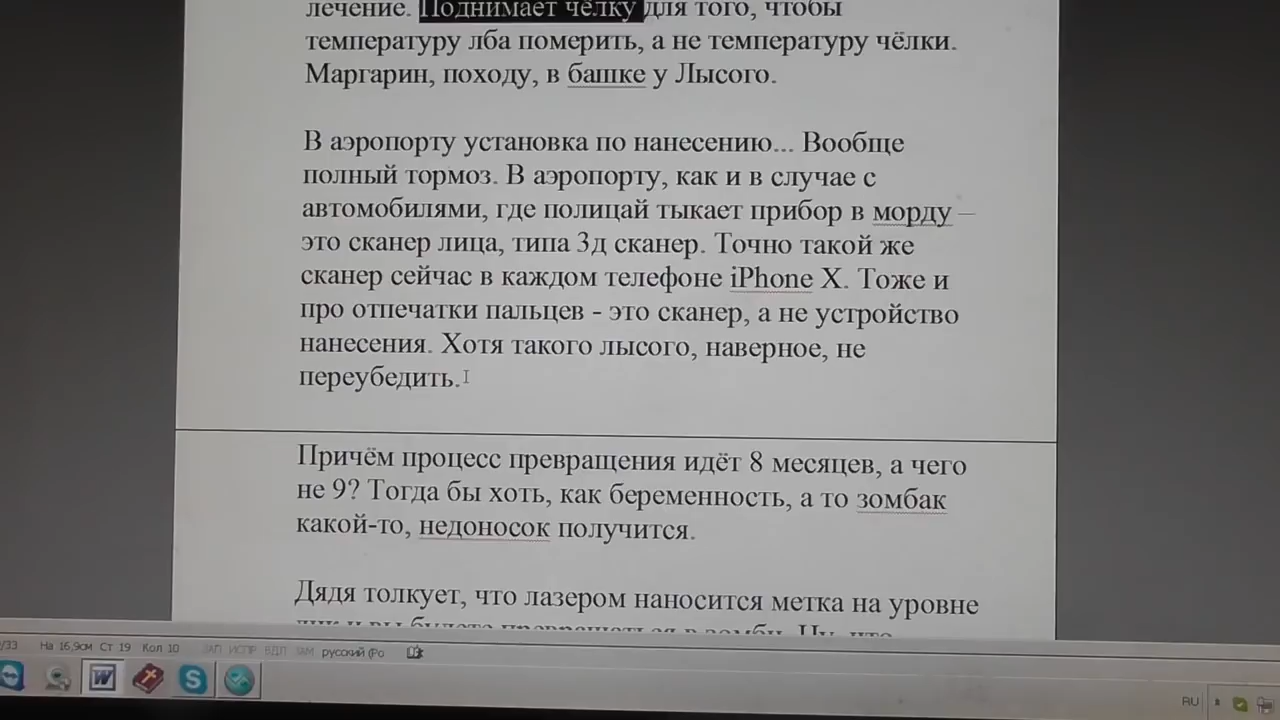 лечение. Поднимает чёлку для того, чтобы
температуру лба померить, а не температуру чёлки.
Маргарин, походу, в башке у Лысого.
В аэропорту установка по нанесению... Вообще
полный тормоз. В аэропорту, как и в случае с
автомобилями, где полицай тыкает прибор в морду –
это сканер лица, типа 3д сканер. Точно такой же
сканер сейчас в каждом телефоне iPhone X. Тоже и
про отпечатки пальцев - это сканер, а не устройство
нанесения. Хотя такого лысого, наверное, не
переубедить.
Причём процесс превращения идёт 8 месяцев, а чего
не 9? Тогда бы хоть, как беременность, а то зомбак
какой-то, недоносок получится.
Дядя толкует, что лазером наносится метка на уровне
/33 На 16,9см Ст 19 Кол 10 ЗАП ИСПР ВДЛ ЗАМ русский (Ро
RU